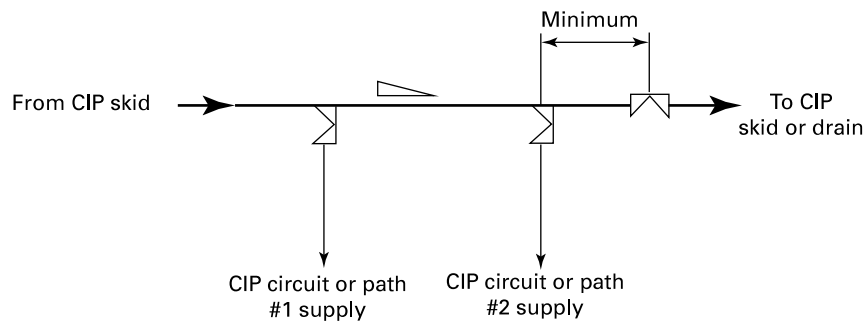 Minimum
From CIP skid
To CIP
skid or drain
CIP circuit or path
#1 supply
CIP circuit or path
#2 supply